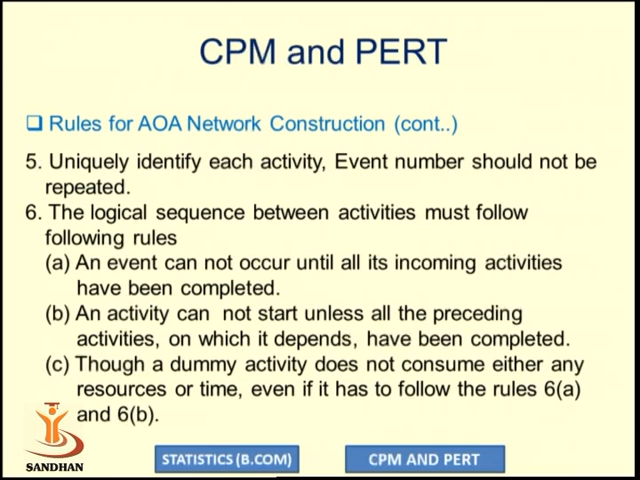 CPM and PERT
❑ Rules for AOA Network Construction (cont..)
5. Uniquely identify each activity, Event number should not be
repeated.
6. The logical sequence between activities must follow
following rules
(a) An event can not occur until all its incoming activities
have been completed.
(b) An activity can not start unless all the preceding
activities, on which it depends, have been completed.
(c) Though a dummy activity does not consume either any
resources or time, even if it has to follow the rules 6(a)
and 6(b).
SANDHAN
STATISTICS (B.COM)
CPM AND PERT